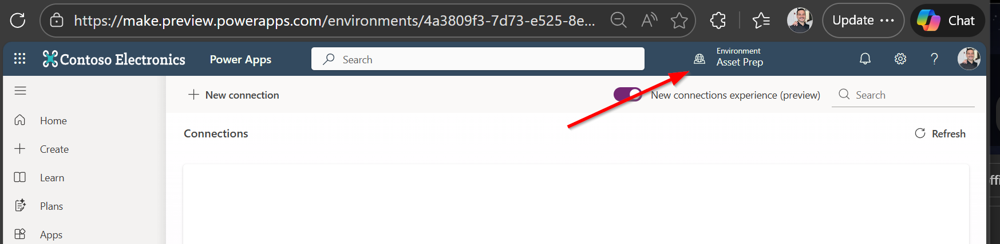 https://make.preview.powerapps.com/environments/4a3809f3-7d73-e525-8e...
Update
Chat
Contoso Electronics
Power Apps
Search
Environment
Asset Prep
?
New connection
New connections experience (preview)
Search
Home
Connections
Refresh
Create
Learn
Plans
Apps